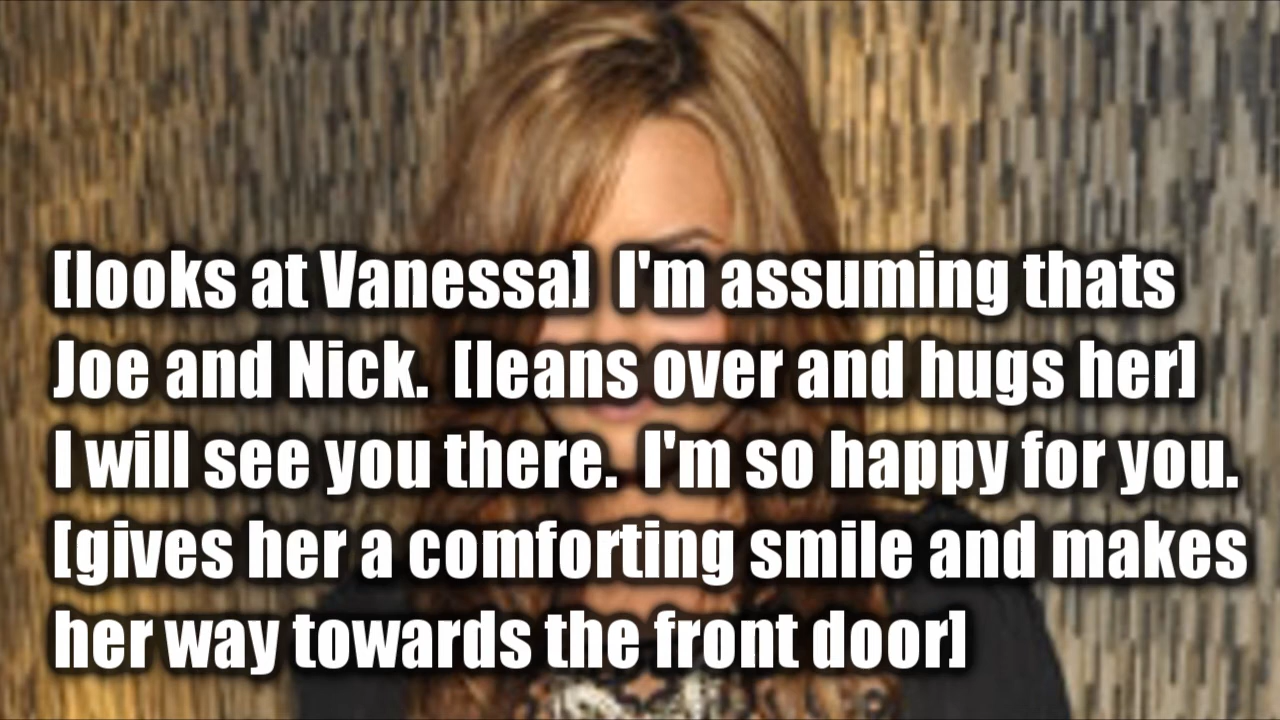 [looks at Vanessa]  I'm assuming thats
Joe and Nick.  [leans over and hugs her]
I will see you there.  I'm so happy for you.
[gives her a comforting smile and makes
her way towards the front door]